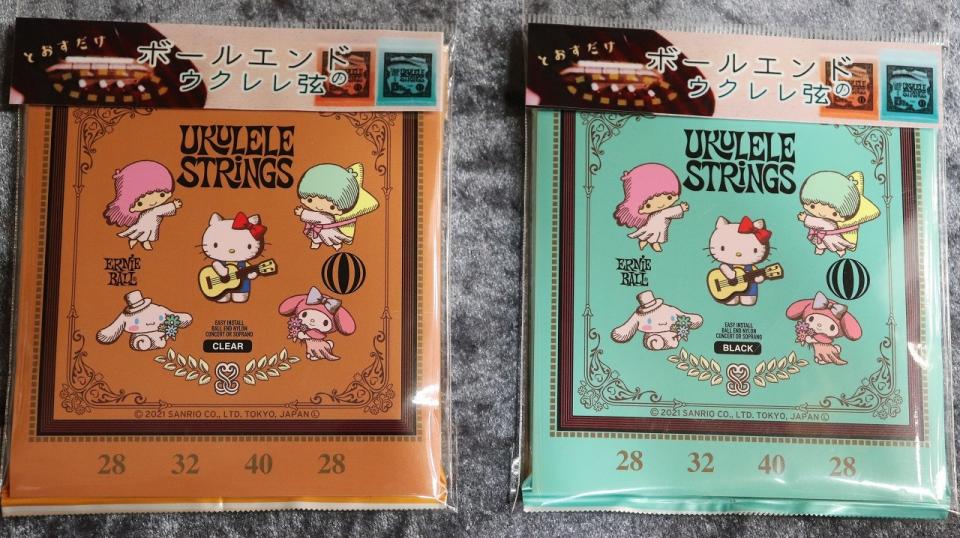 とおすだけ
ボールエンド
ウクレレ弦の
UKULELE
STRINGS
ERNIE
BALL
EASY INSTALL
BALL END NYLON
CONCERT OR SOPRANO
CLEAR
© 2021 SANRIO CO., LTD. TOKYO, JAPAN Ⓛ
28 32 40 28
とおすだけ
ボールエンド
ウクレレ弦の
UKULELE
STRINGS
ERNIE
BALL
EASY INSTALL
BALL END NYLON
CONCERT OR SOPRANO
BLACK
© 2021 SANRIO CO., LTD. TOKYO, JAPAN Ⓛ
28 32 40 28